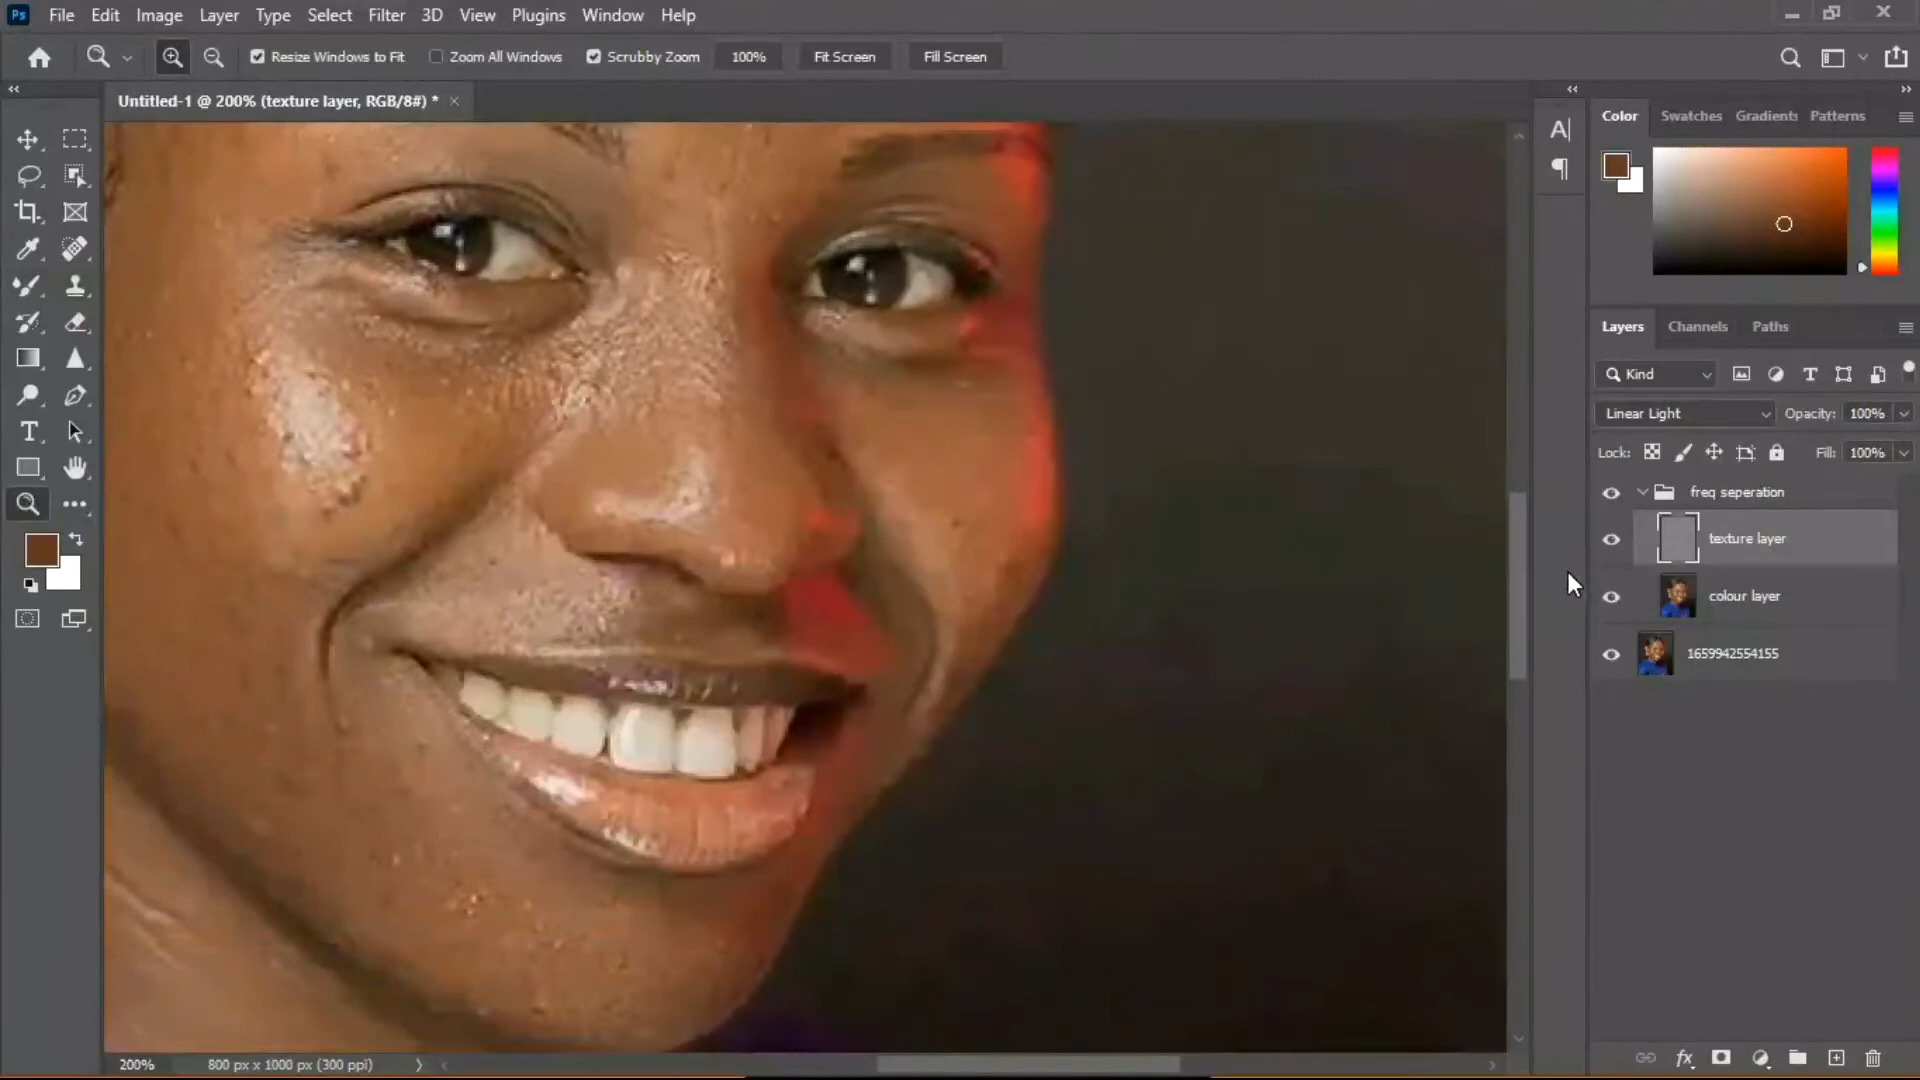 Ps File Edit Image Layer Type Select Filter 3D View Plugins Window Help
Resize Windows to Fit Zoom All Windows Scrubby Zoom 100% Fit Screen Fill Screen
Untitled-1 @ 200% (texture layer, RGB/8#) *
Color Swatches Gradients Patterns
Layers Channels Paths
Kind
Linear Light Opacity: 100%
Lock: Fill: 100%
freq seperation
texture layer
colour layer
1659942554155
200% 800 px x 1000 px (300 ppi)